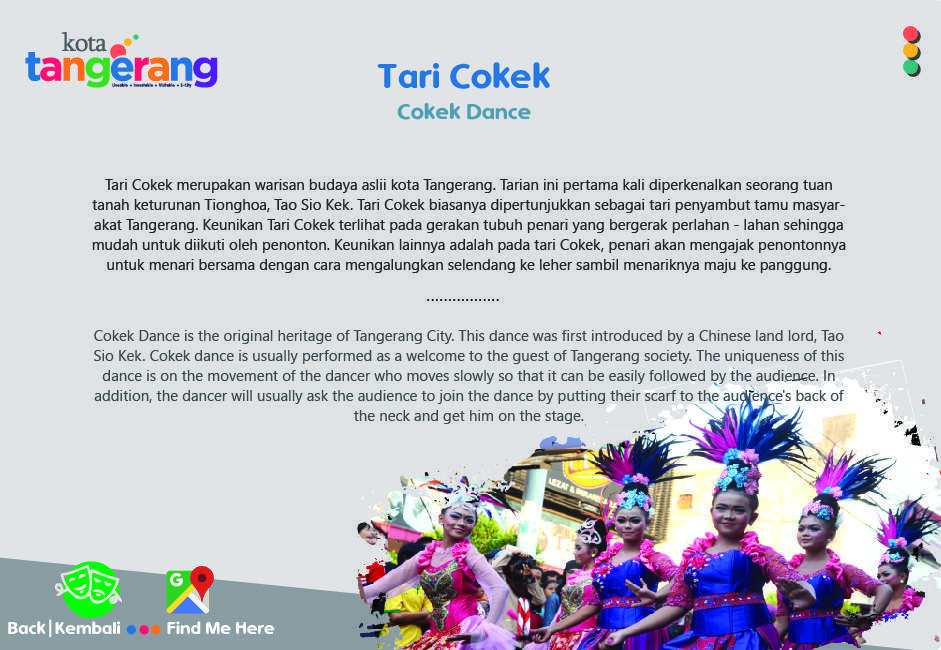 kota
tangerang
Liveable • Investable • Visitable • E-City
Tari Cokek
Cokek Dance
Tari Cokek merupakan warisan budaya aslii kota Tangerang. Tarian ini pertama kali diperkenalkan seorang tuan
tanah keturunan Tionghoa, Tao Sio Kek. Tari Cokek biasanya dipertunjukkan sebagai tari penyambut tamu masyar-
akat Tangerang. Keunikan Tari Cokek terlihat pada gerakan tubuh penari yang bergerak perlahan - lahan sehingga
mudah untuk diikuti oleh penonton. Keunikan lainnya adalah pada tari Cokek, penari akan mengajak penontonnya
untuk menari bersama dengan cara mengalungkan selendang ke leher sambil menariknya maju ke panggung.
.................
Cokek Dance is the original heritage of Tangerang City. This dance was first introduced by a Chinese land lord, Tao
Sio Kek. Cokek dance is usually performed as a welcome to the guest of Tangerang society. The uniqueness of this
dance is on the movement of the dancer who moves slowly so that it can be easily followed by the audience. In
addition, the dancer will usually ask the audience to join the dance by putting their scarf to the audience's back of
the neck and get him on the stage.
G
Back|Kembali
Find Me Here